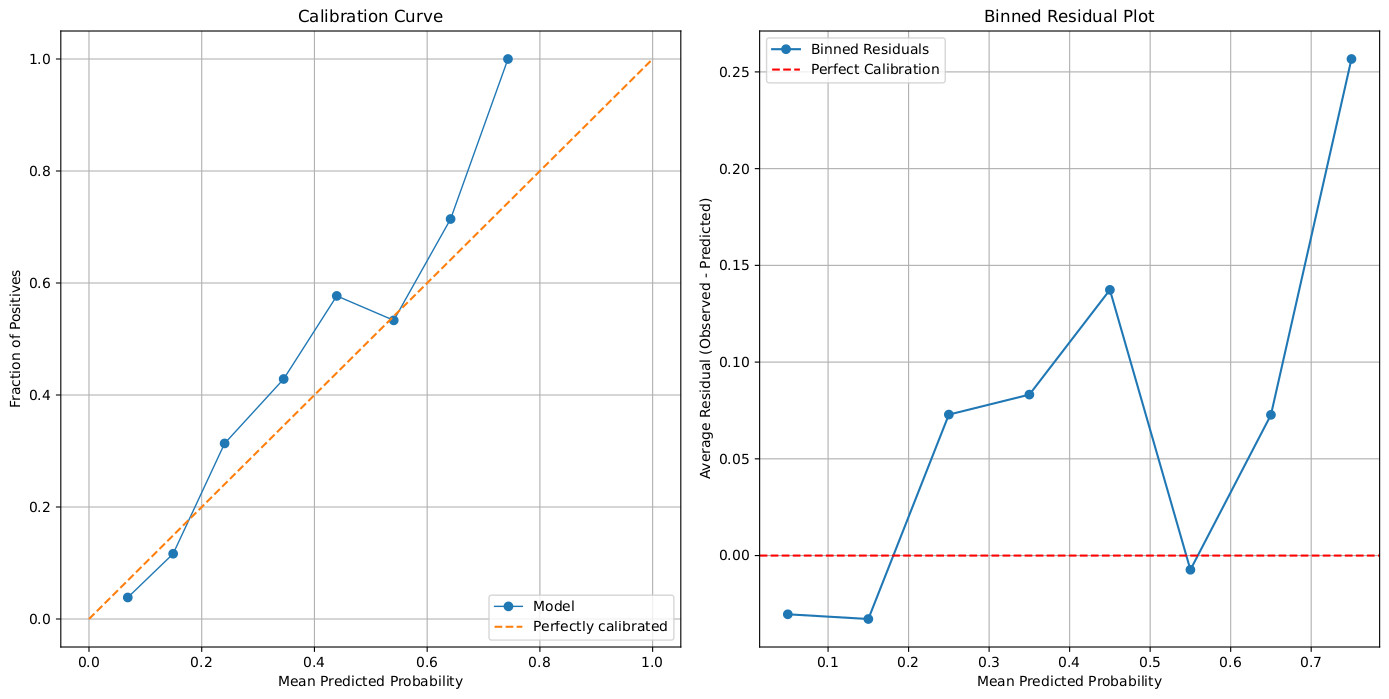 Calibration Curve
Fraction of Positives
1.0
0.8
0.6
0.4
0.2
0.0
Model
Perfectly calibrated
0.0 0.2 0.4 0.6 0.8 1.0
Mean Predicted Probability
Binned Residual Plot
Binned Residuals
Perfect Calibration
Average Residual (Observed - Predicted)
0.25
0.20
0.15
0.10
0.05
0.00
0.1 0.2 0.3 0.4 0.5 0.6 0.7
Mean Predicted Probability